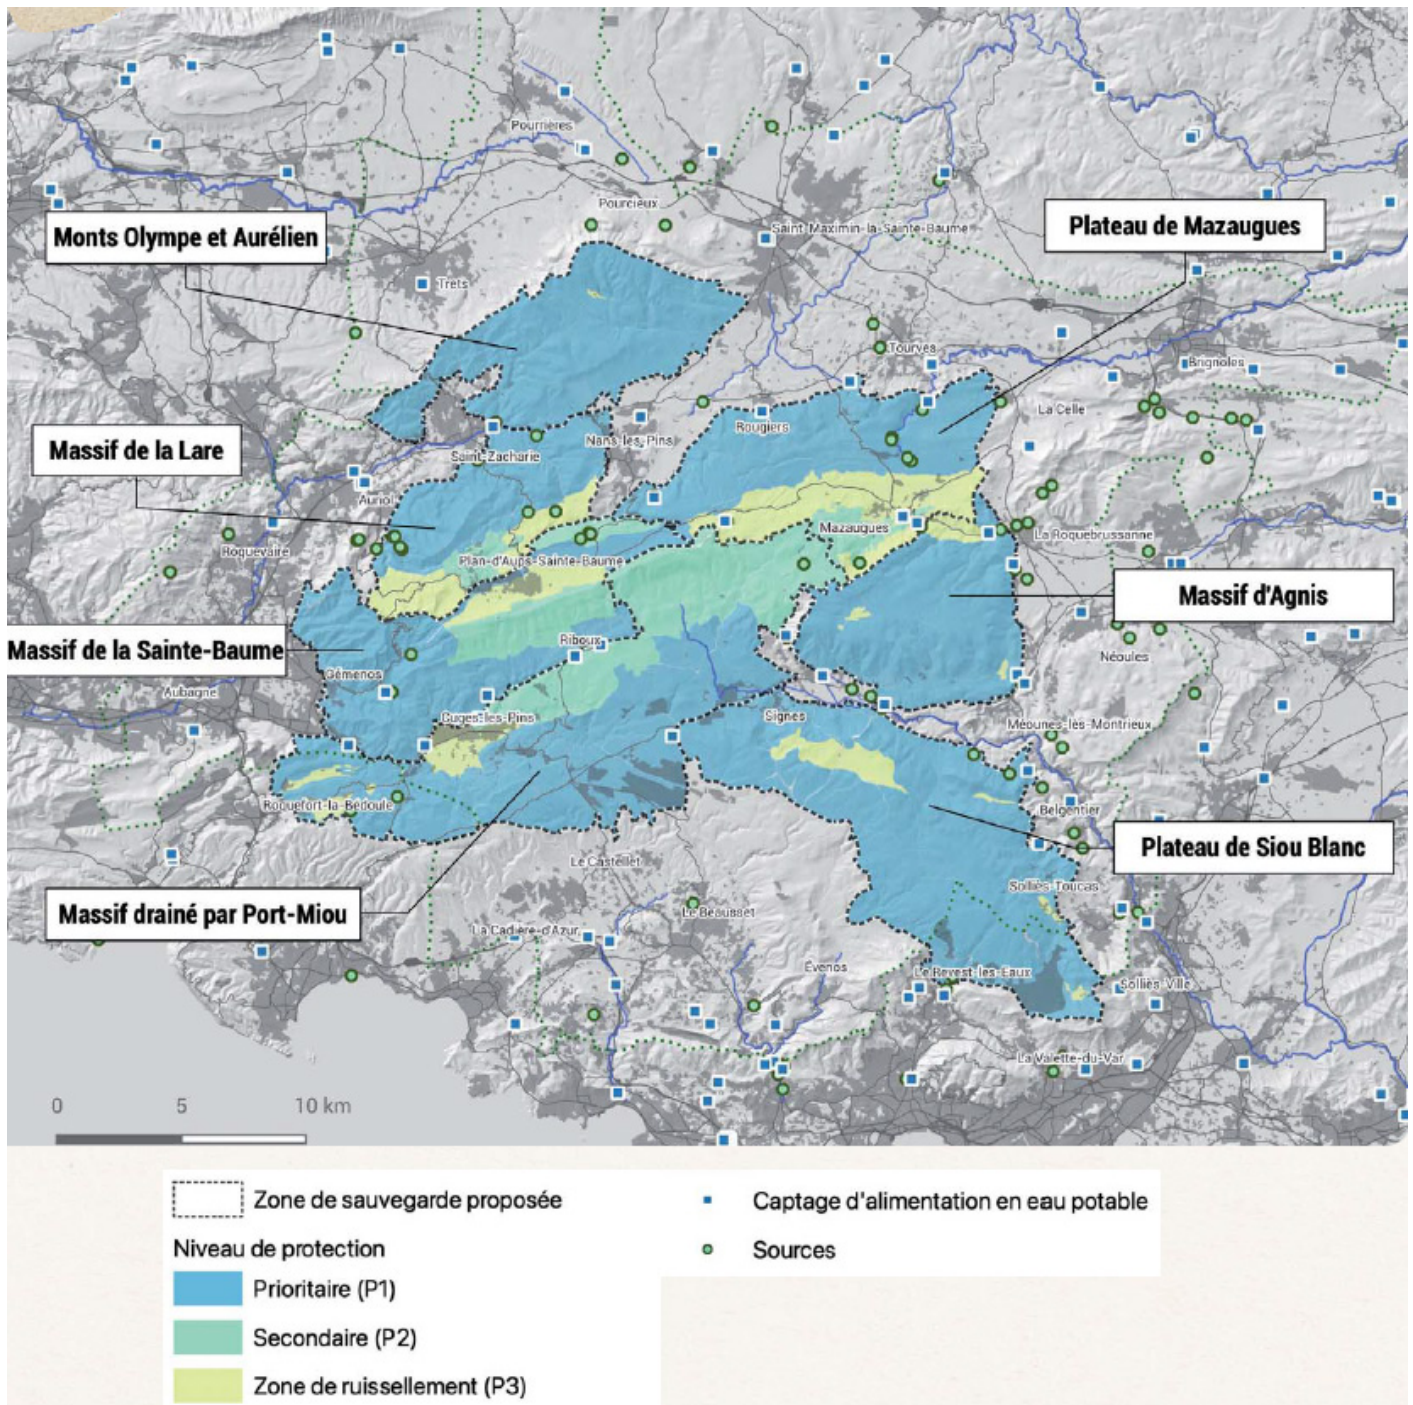 Pourrières
Pourcieux
Monts Olympe et Aurélien
Plateau de Mazaugues
Saint-Maximin-la-Sainte-Baume
Trets
Tourves
Brignoles
La Celle
Massif de la Lare
Rougiers
Nans-les-Pins
Saint-Zacharie
Auriol
Mazaugues
La Roquebrussanne
Roquevaire
Plan-d'Aups-Sainte-Baume
Massif d'Agnis
Riboux
Massif de la Sainte-Baume
Néoules
Gémenos
Aubagne
Cuges-les-Pins
Signes
Méounes-lès-Montrieux
Roquefort-la-Bédoule
Belgentier
Plateau de Siou Blanc
Le Castellet
Solliès-Toucas
Massif drainé par Port-Miou
Le Beausset
La Cadière-d'Azur
Évenos
Le Revest-les-Eaux
Solliès-Ville
La Valette-du-Var
0 5 10 km
Zone de sauvegarde proposée
Captage d'alimentation en eau potable
Niveau de protection
Sources
Prioritaire (P1)
Secondaire (P2)
Zone de ruissellement (P3)